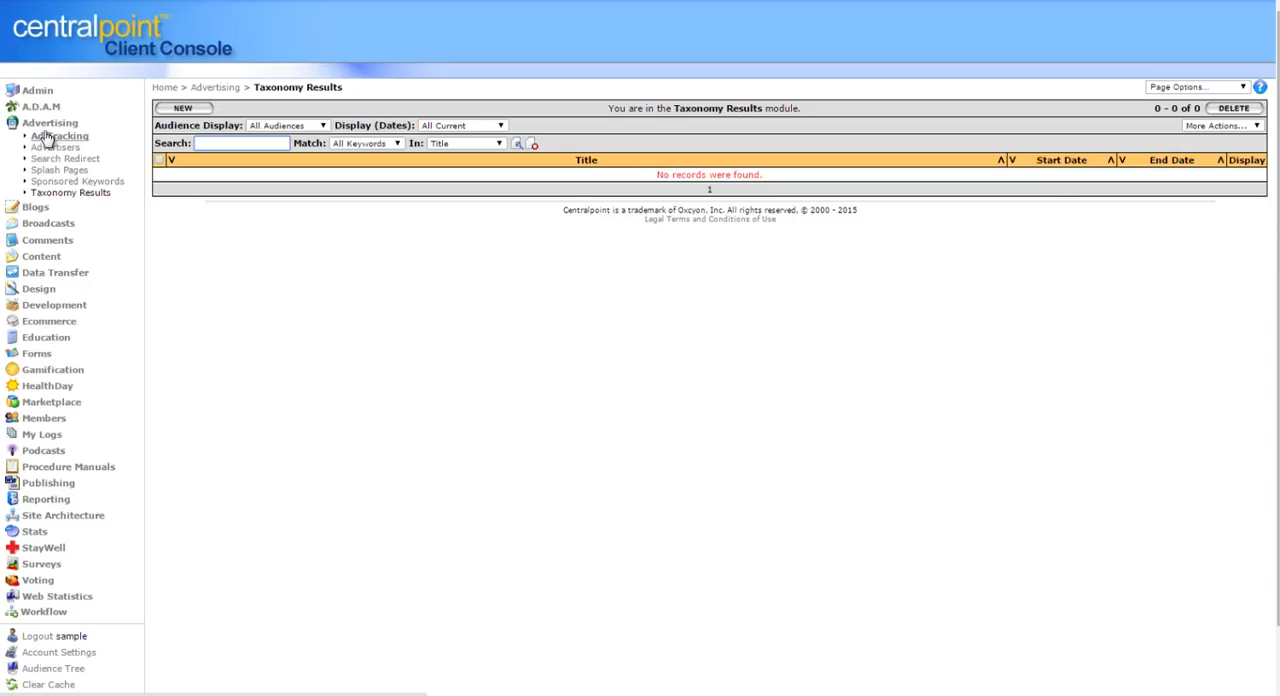 centralpoint™
Client Console
Admin
A.D.A.M
Advertising
Ad Tracking
Advertisers
Search Redirect
Splash Pages
Sponsored Keywords
Taxonomy Results
Blogs
Broadcasts
Comments
Content
Data Transfer
Design
Development
Ecommerce
Education
Forms
Gamification
HealthDay
Marketplace
Members
My Logs
Podcasts
Procedure Manuals
Publishing
Reporting
Site Architecture
Stats
StayWell
Surveys
Voting
Web Statistics
Workflow
Logout sample
Account Settings
Audience Tree
Clear Cache
Home > Advertising > Taxonomy Results
Page Options...
NEW
You are in the Taxonomy Results module.
0 - 0 of 0 DELETE
Audience Display: All Audiences Display (Dates): All Current
More Actions...
Search: Match: All Keywords In: Title
V Title Λ V Start Date Λ V End Date Λ Display
No records were found.
1
Centralpoint is a trademark of Oxcyon, Inc. All rights reserved. © 2000 - 2015
Legal Terms and Conditions of Use